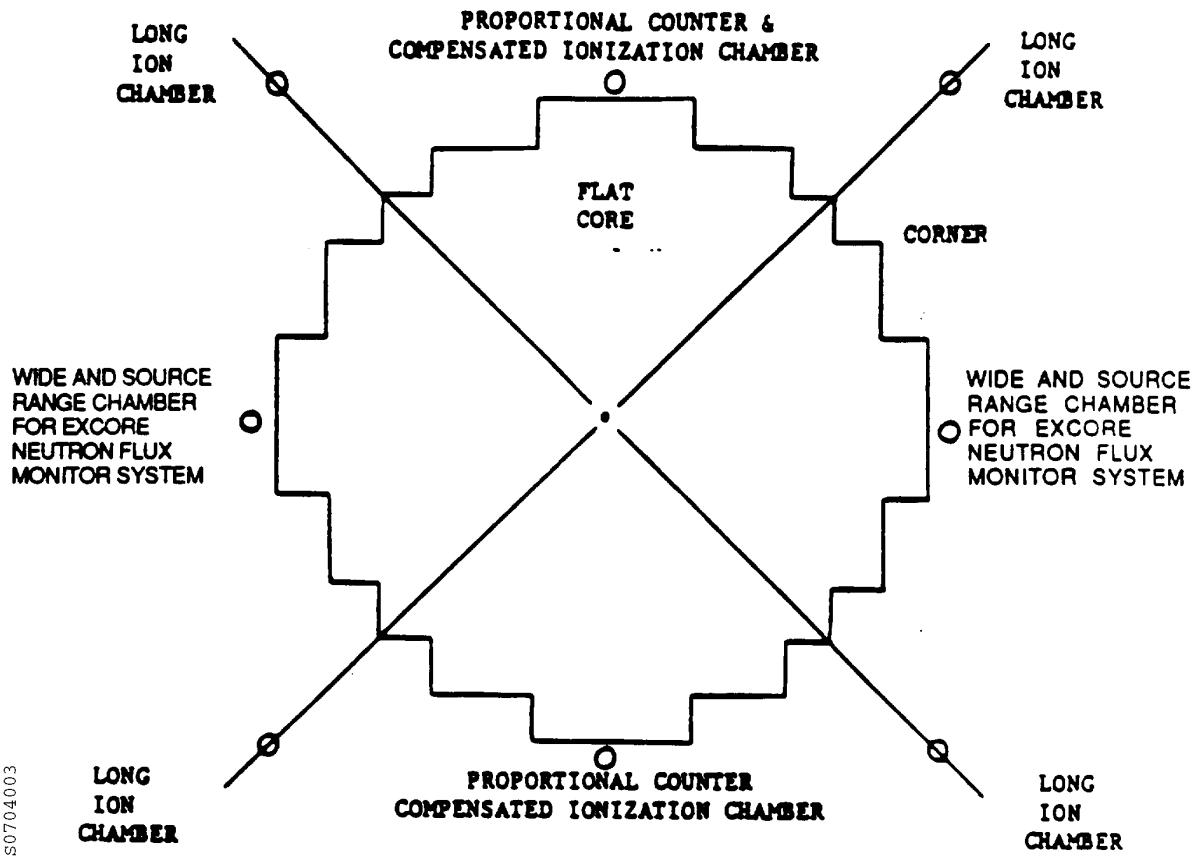 LONG
ION
CHAMBER
PROPORTIONAL COUNTER &
COMPENSATED IONIZATION CHAMBER
LONG
ION
CHAMBER
FLAT
CORE
CORNER
WIDE AND SOURCE
RANGE CHAMBER
FOR EXCORE
NEUTRON FLUX
MONITOR SYSTEM
WIDE AND SOURCE
RANGE CHAMBER
FOR EXCORE
NEUTRON FLUX
MONITOR SYSTEM
LONG
ION
CHAMBER
PROPORTIONAL COUNTER
COMPENSATED IONIZATION CHAMBER
LONG
ION
CHAMBER
S0704003